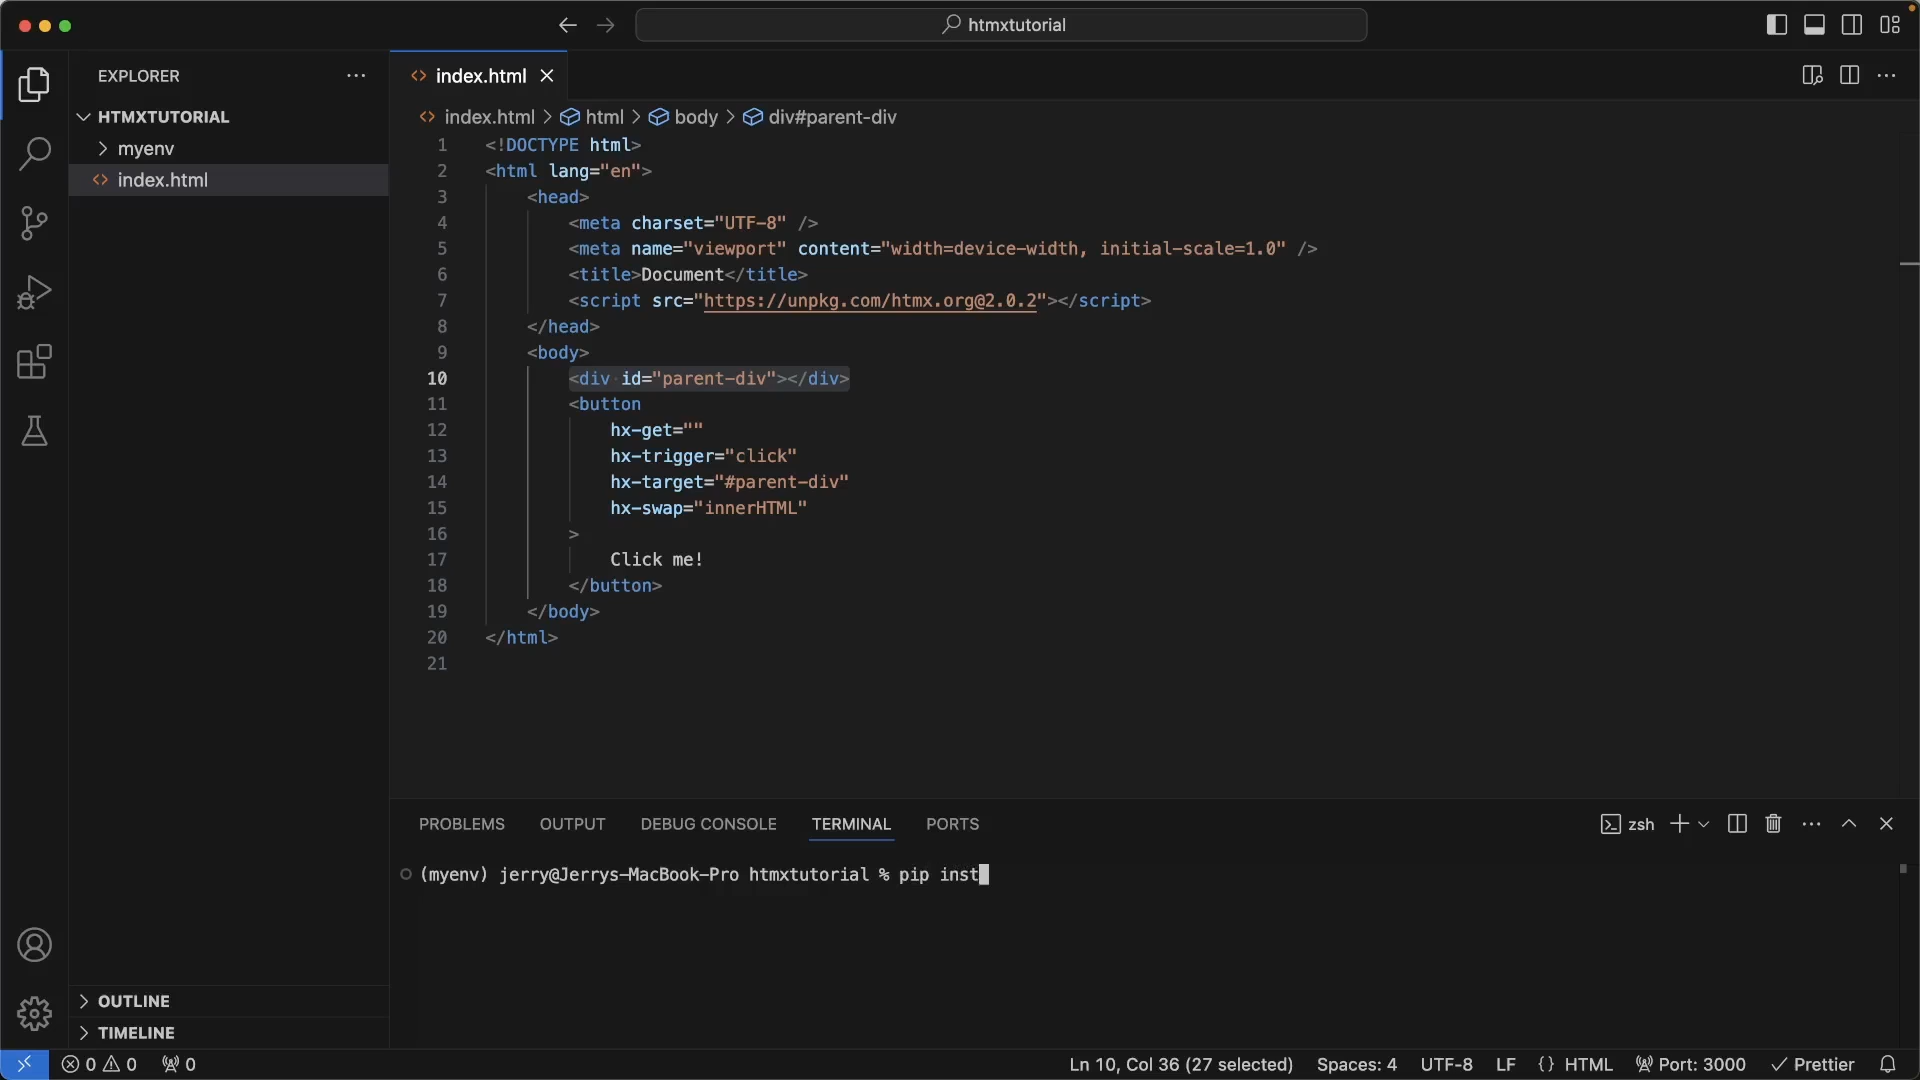 htmxtutorial
EXPLORER
HTMXTUTORIAL
myenv
index.html
OUTLINE
TIMELINE
index.html
index.html > html > body > div#parent-div
1 <!DOCTYPE html>
2 <html lang="en">
3 <head>
4 <meta charset="UTF-8" />
5 <meta name="viewport" content="width=device-width, initial-scale=1.0" />
6 <title>Document</title>
7 <script src="https://unpkg.com/htmx.org@2.0.2"></script>
8 </head>
9 <body>
10 <div id="parent-div"></div>
11 <button
12 hx-get=""
13 hx-trigger="click"
14 hx-target="#parent-div"
15 hx-swap="innerHTML"
16 >
17 Click me!
18 </button>
19 </body>
20 </html>
21
PROBLEMS OUTPUT DEBUG CONSOLE TERMINAL PORTS zsh
(myenv) jerry@Jerrys-MacBook-Pro htmxtutorial % pip inst
0 0 0 Ln 10, Col 36 (27 selected) Spaces: 4 UTF-8 LF {} HTML Port: 3000 Prettier